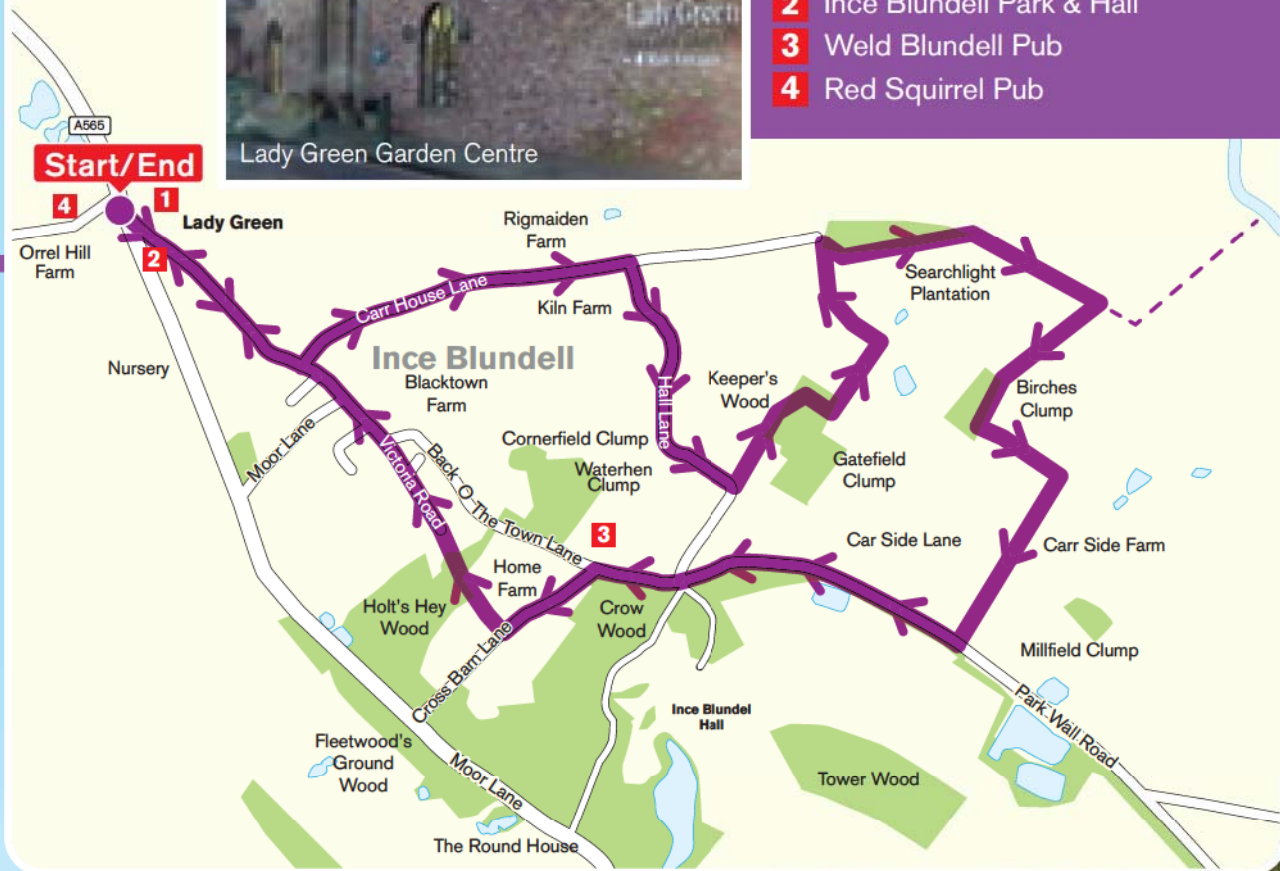 2 Ince Blundell Park & Hall
3 Weld Blundell Pub
4 Red Squirrel Pub
Lady Green
Lady Green Garden Centre
A565
Start/End
4
1
Lady Green
2
Orrel Hill
Farm
Rigmaiden
Farm
Searchlight
Plantation
Carr House Lane
Kiln Farm
Nursery
Ince Blundell
Blacktown
Farm
Hall Lane
Keeper's
Wood
Birches
Clump
Moor Lane
Victoria Road
Back O The Town Lane
Cornerfield Clump
Waterhen
Clump
Gatefield
Clump
3
Car Side Lane
Carr Side Farm
Home
Farm
Holt's Hey
Wood
Crow
Wood
Cross Barn Lane
Millfield Clump
Park Wall Road
Ince Blundel
Hall
Fleetwood's
Ground
Wood
Moor Lane
Tower Wood
The Round House